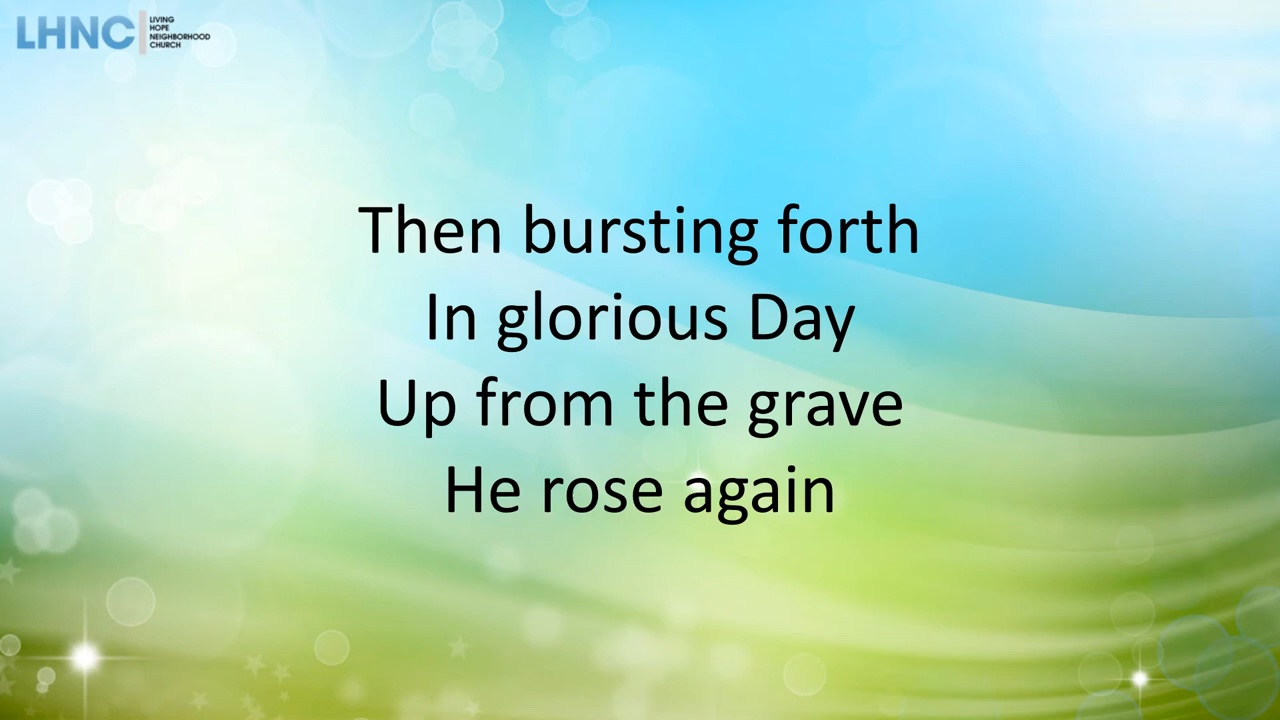 LHNC
LIVING
HOPE
NEIGHBORHOOD
CHURCH
Then bursting forth
In glorious Day
Up from the grave
He rose again